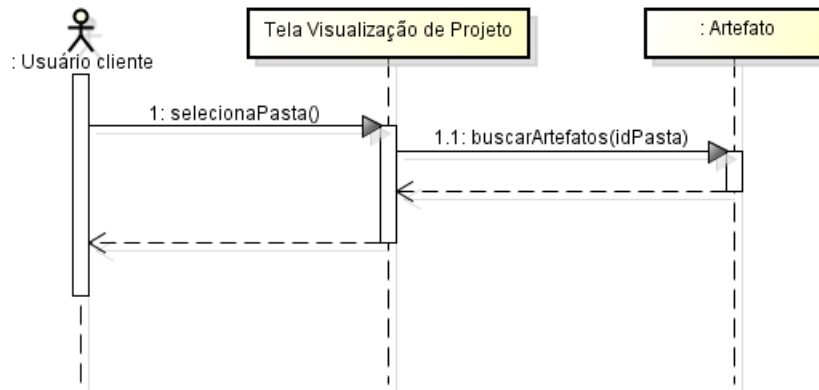 Tela Visualização de Projeto
: Artefato
: Usuário cliente
1: selecionaPasta()
1.1: buscarArtefatos(idPasta)